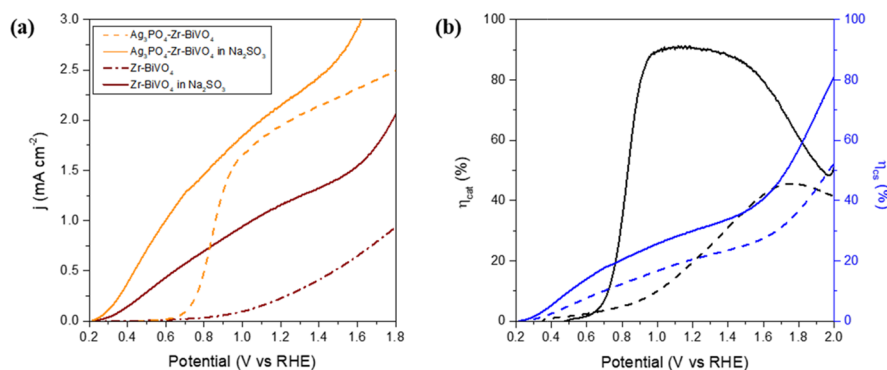 (a)
3.0
2.5
2.0
1.5
1.0
0.5
0.0
j (mA cm⁻²)
Ag₃PO₄-Zr-BiVO₄
Ag₃PO₄-Zr-BiVO₄ in Na₂SO₃
Zr-BiVO₄
Zr-BiVO₄ in Na₂SO₃
0.2 0.4 0.6 0.8 1.0 1.2 1.4 1.6 1.8
Potential (V vs RHE)
(b)
100
80
60
40
20
0
η_cat (%)
100
80
60
40
20
0
η_cs (%)
0.2 0.4 0.6 0.8 1.0 1.2 1.4 1.6 1.8 2.0
Potential (V vs RHE)